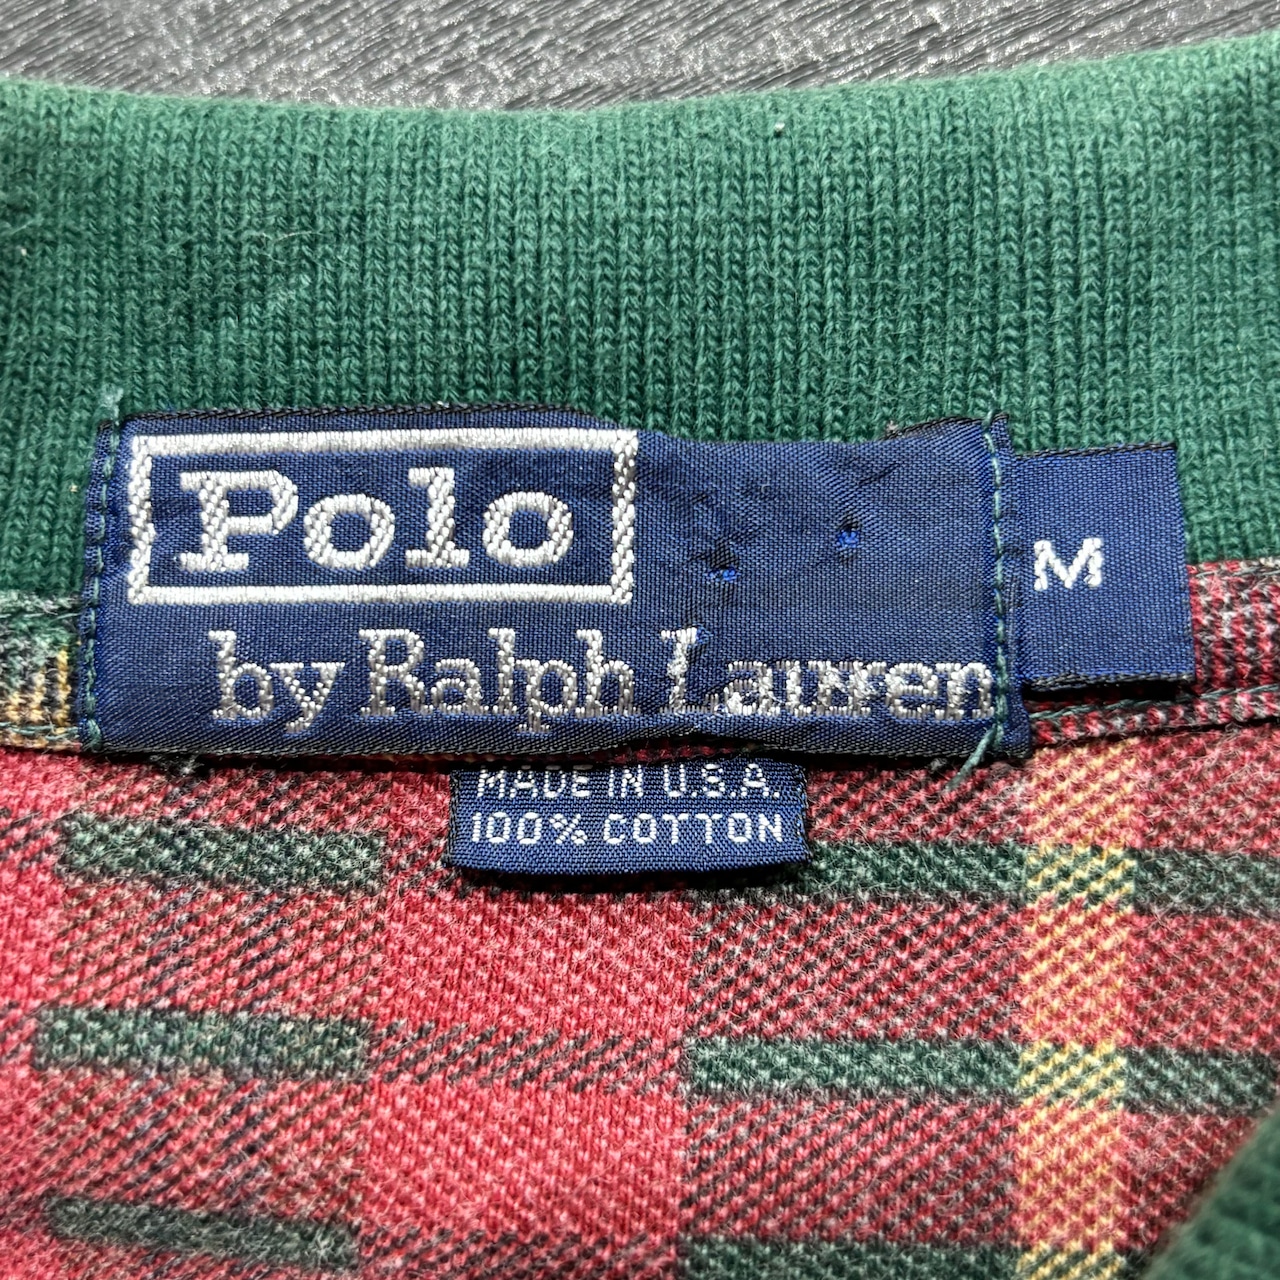 Polo
by Ralph Lauren
M
MADE IN U.S.A.
100% COTTON